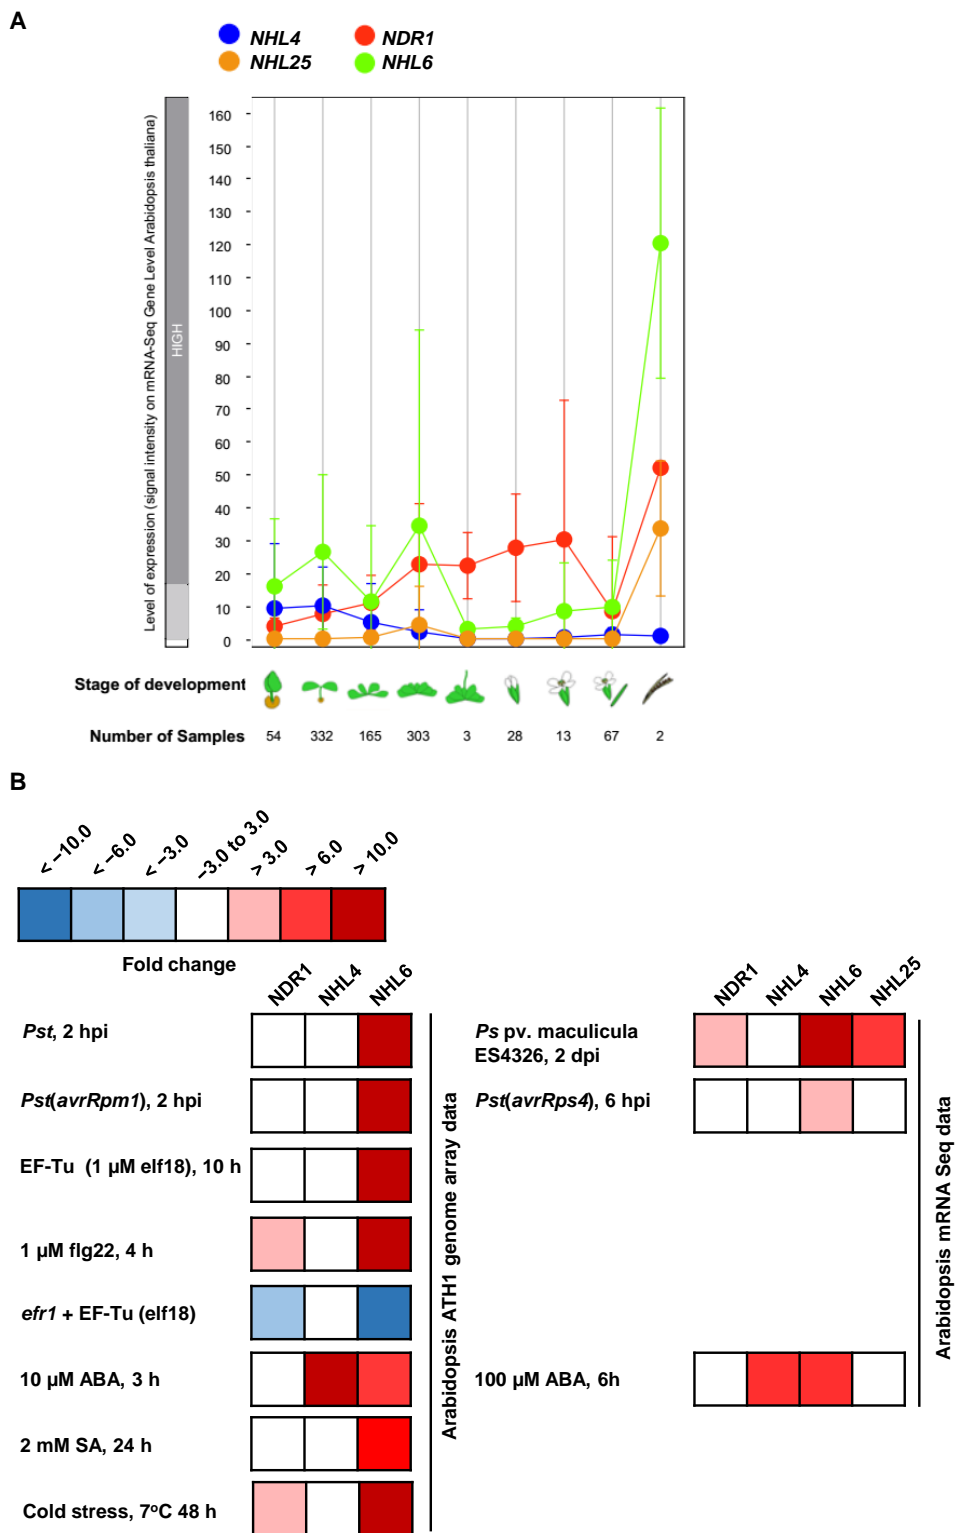 A
NHL4 NDR1
NHL25 NHL6
Level of expression (signal intensity on mRNA-Seq Gene Level Arabidopsis thaliana)
HIGH
160
150
140
130
120
110
100
90
80
70
60
50
40
30
20
10
0
Stage of development
Number of Samples 54 332 165 303 3 28 13 67 2
B
< −10.0 < −6.0 < −3.0 −3.0 to 3.0 > 3.0 > 6.0 > 10.0
Fold change
NDR1 NHL4 NHL6
Pst, 2 hpi
Pst(avrRpm1), 2 hpi
EF-Tu (1 µM elf18), 10 h
1 µM flg22, 4 h
efr1 + EF-Tu (elf18)
10 µM ABA, 3 h
2 mM SA, 24 h
Cold stress, 7°C 48 h
Arabidopsis ATH1 genome array data
NDR1 NHL4 NHL6 NHL25
Ps pv. maculicula
ES4326, 2 dpi
Pst(avrRps4), 6 hpi
100 µM ABA, 6h
Arabidopsis mRNA Seq data